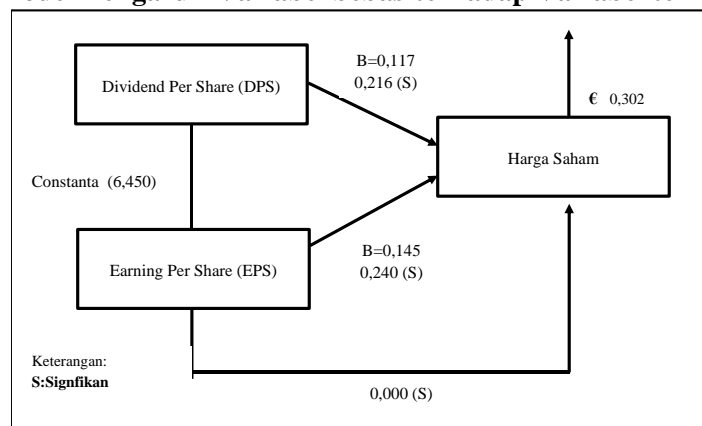 B=0,117
Dividend Per Share (DPS)
0,216 (S)
€ 0,302
Harga Saham
Constanta (6,450)
B=0,145
Earning Per Share (EPS)
0,240 (S)
Keterangan:
S:Signfikan
0,000 (S)